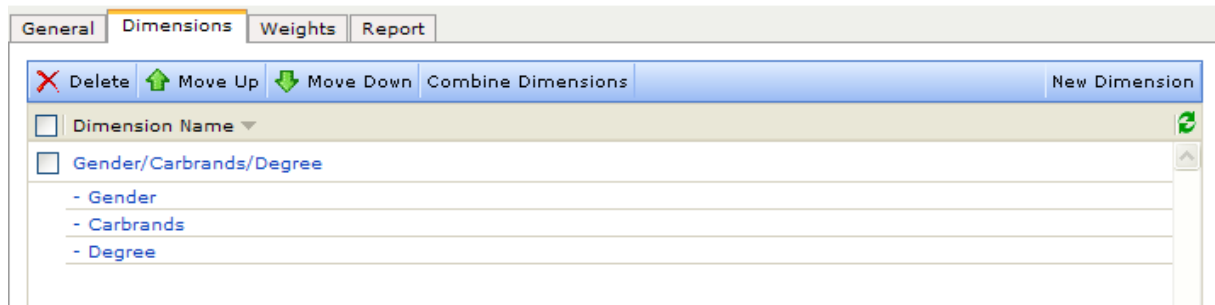 General Dimensions Weights Report
Delete Move Up Move Down Combine Dimensions New Dimension
Dimension Name
Gender/Carbrands/Degree
- Gender
- Carbrands
- Degree